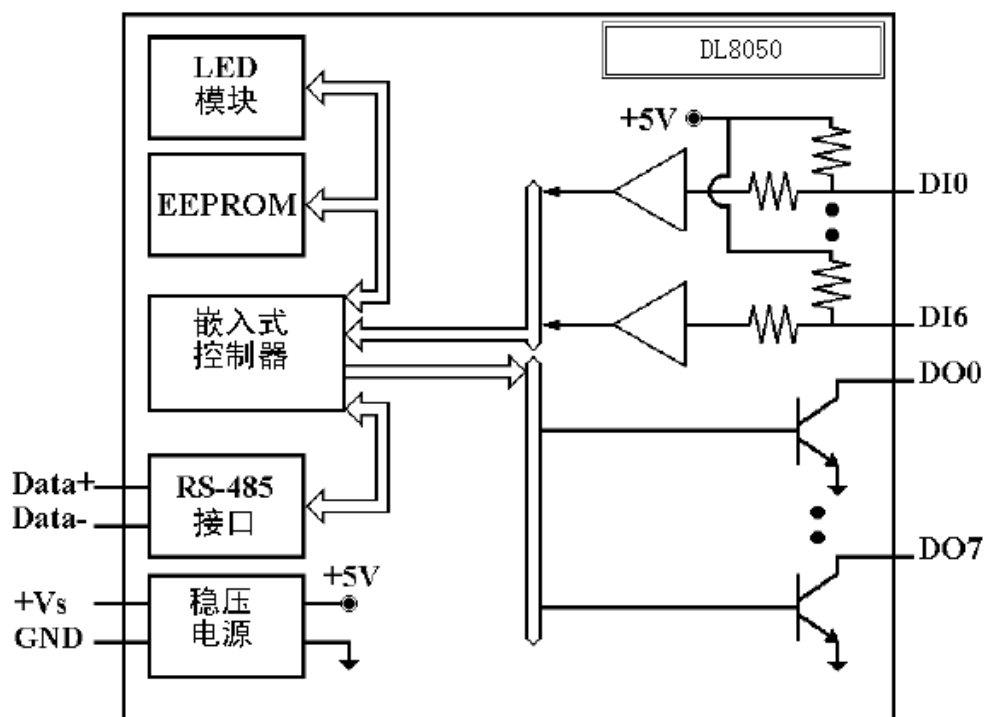 DL8050
LED
模块
+5V
EEPROM
DI0
嵌入式
控制器
DI6
DO0
Data+
Data-
RS-485
接口
DO7
+5V
+Vs
GND
稳压
电源